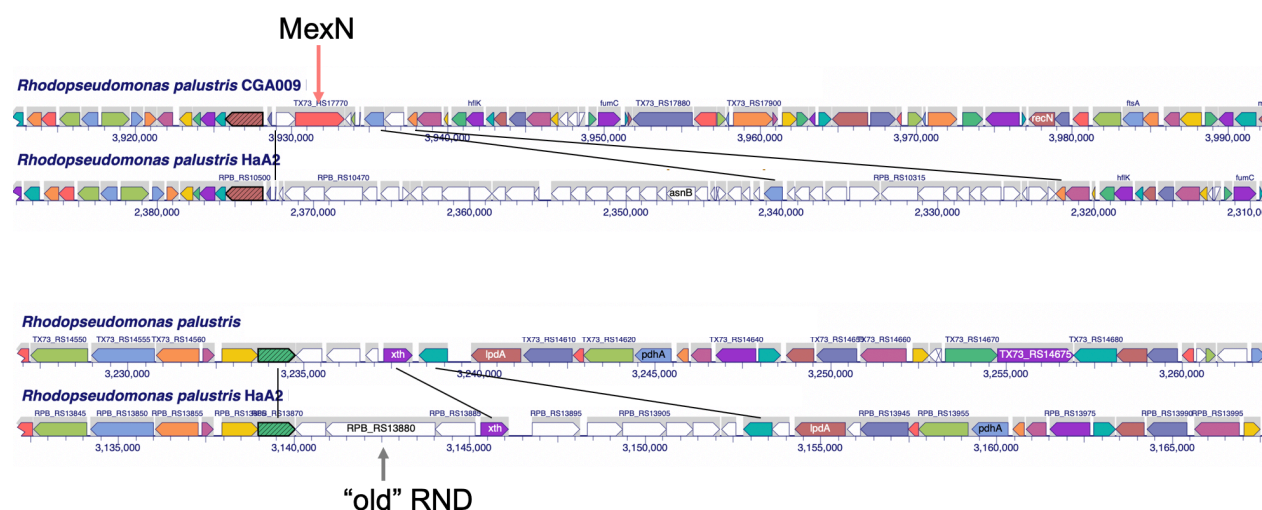 MexN
Rhodopseudomonas palustris CGA009
TX73_RS17770 hflK fumC TX73_RS17880 TX73_RS17900 ftsA
recN
3,920,000 3,930,000 3,940,000 3,950,000 3,960,000 3,970,000 3,980,000 3,990,000
Rhodopseudomonas palustris HaA2
RPB_RS10500 RPB_RS10470 asnB RPB_RS10315 hflK fumC
2,380,000 2,370,000 2,360,000 2,350,000 2,340,000 2,330,000 2,320,000 2,310,0
Rhodopseudomonas palustris
TX73_RS14550 TX73_RS14555 TX73_RS14560 TX73_RS14610 TX73_RS14620 TX73_RS14640 TX73_RS14660 TX73_RS14670 TX73_RS14680
xth lpdA pdhA TX73_RS14675
3,230,000 3,235,000 3,240,000 3,245,000 3,250,000 3,255,000 3,260,000
Rhodopseudomonas palustris HaA2
RPB_RS13845 RPB_RS13850 RPB_RS13855 RPB_RS13870 RPB_RS13885 RPB_RS13895 RPB_RS13905 RPB_RS13945 RPB_RS13955 RPB_RS13975 RPB_RS13990 RPB_RS13995
RPB_RS13880 xth lpdA pdhA
3,135,000 3,140,000 3,145,000 3,150,000 3,155,000 3,160,000 3,165,000
“old” RND